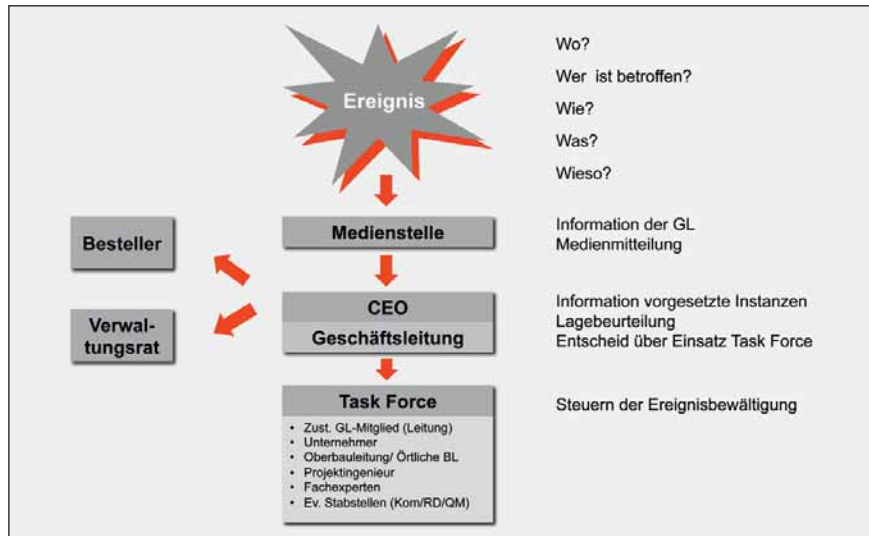 Ereignis
Wo?
Wer ist betroffen?
Wie?
Was?
Wieso?
Medienstelle
Information der GL
Medienmitteilung
Besteller
Verwal-
tungsrat
CEO
Geschäftsleitung
Information vorgesetzte Instanzen
Lagebeurteilung
Entscheid über Einsatz Task Force
Task Force
• Zust. GL-Mitglied (Leitung)
• Unternehmer
• Oberbauleitung/ Örtliche BL
• Projektingenieur
• Fachexperten
• Ev. Stabstellen (Kom/RD/QM)
Steuern der Ereignisbewältigung